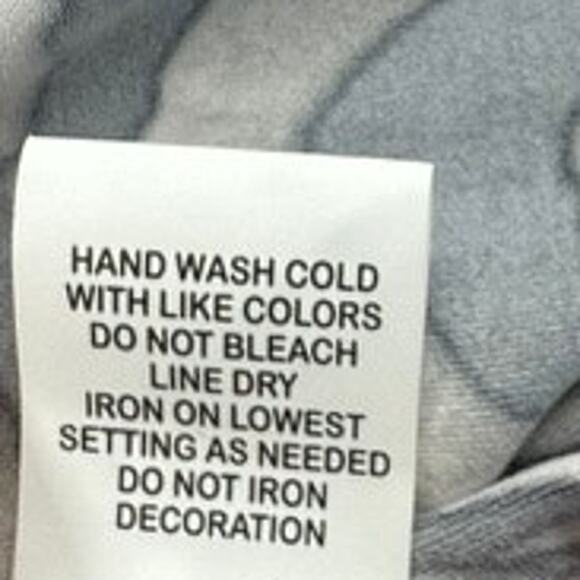 HAND WASH COLD
WITH LIKE COLORS
DO NOT BLEACH
LINE DRY
IRON ON LOWEST
SETTING AS NEEDED
DO NOT IRON
DECORATION